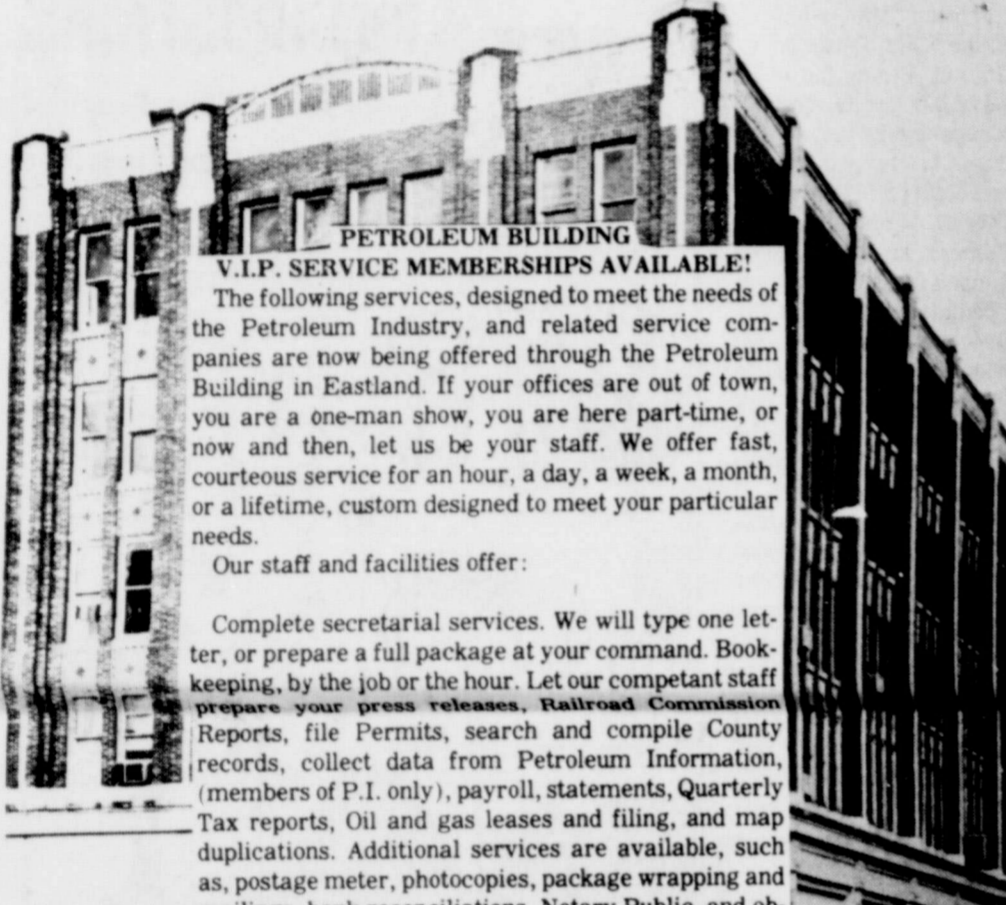 PETROLEUM BUILDING
V.I.P. SERVICE MEMBERSHIPS AVAILABLE!
The following services, designed to meet the needs of
the Petroleum Industry, and related service com-
panies are now being offered through the Petroleum
Building in Eastland. If your offices are out of town,
you are a one-man show, you are here part-time, or
now and then, let us be your staff. We offer fast,
courteous service for an hour, a day, a week, a month,
or a lifetime, custom designed to meet your particular
needs.
Our staff and facilities offer:
Complete secretarial services. We will type one let-
ter, or prepare a full package at your command. Book-
keeping, by the job or the hour. Let our competant staff
prepare your press releases, Railroad Commission
Reports, file Permits, search and compile County
records, collect data from Petroleum Information,
(members of P.I. only), payroll, statements, Quarterly
Tax reports, Oil and gas leases and filing, and map
duplications. Additional services are available, such
as, postage meter, photocopies, package wrapping and
reconciliations, Notary Public, and ob-